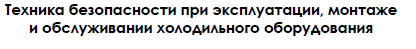 Техника безопасности при эксплуатации, монтаже
и обслуживании холодильного оборудования